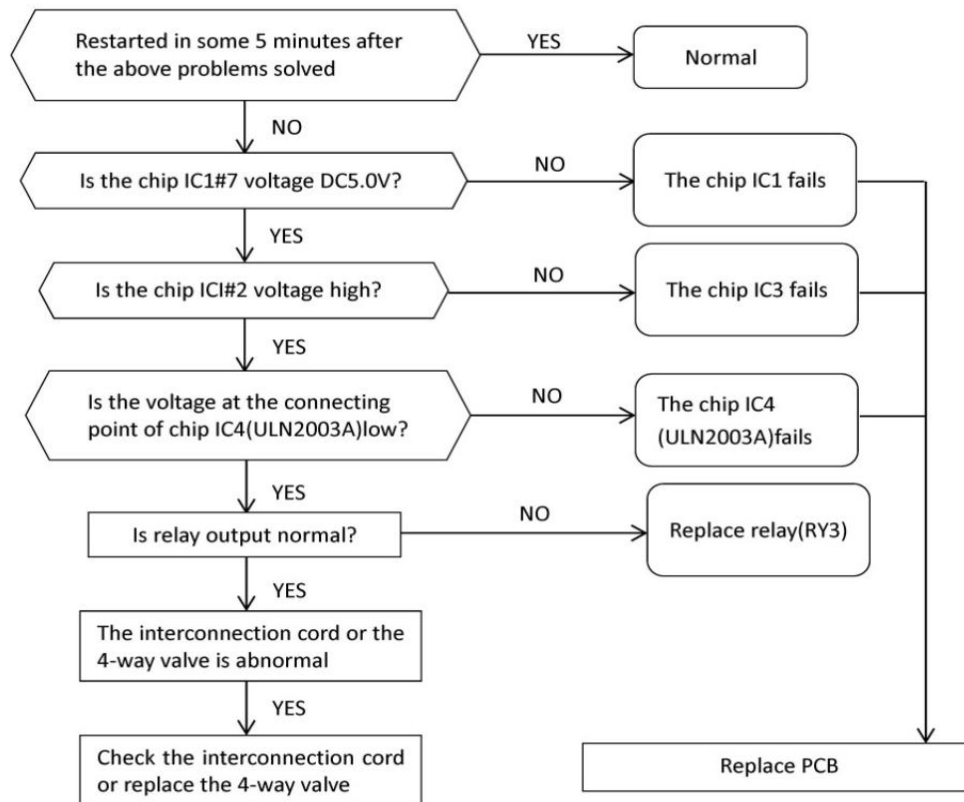 Restarted in some 5 minutes after
the above problems solved
YES
Normal
NO
Is the chip IC1#7 voltage DC5.0V?
NO
The chip IC1 fails
YES
Is the chip ICI#2 voltage high?
NO
The chip IC3 fails
YES
Is the voltage at the connecting
point of chip IC4(ULN2003A)low?
NO
The chip IC4
(ULN2003A)fails
YES
Is relay output normal?
NO
Replace relay(RY3)
YES
The interconnection cord or the
4-way valve is abnormal
YES
Check the interconnection cord
or replace the 4-way valve
Replace PCB